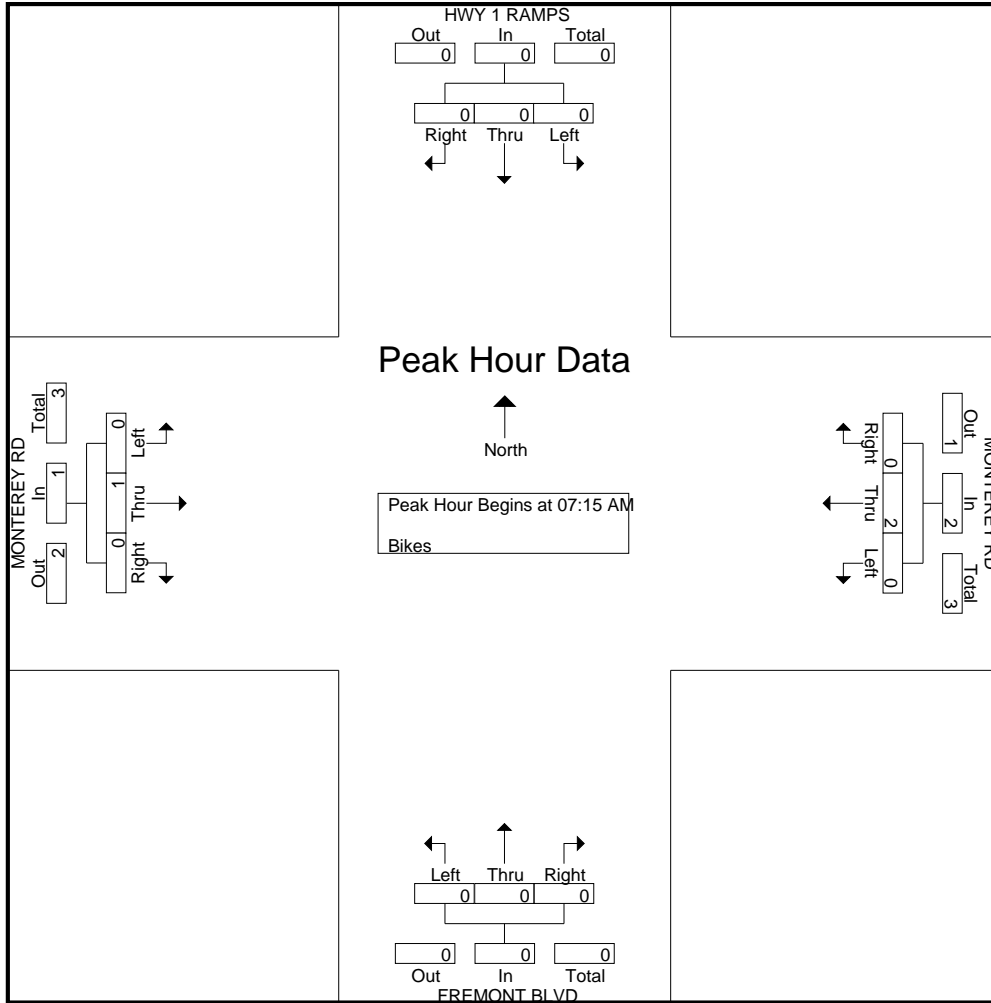 HWY 1 RAMPS
Out In Total
0 0 0
0 0 0
Right Thru Left
Peak Hour Data
North
Peak Hour Begins at 07:15 AM
Bikes
MONTEREY RD
Total In Out
3 1 2
0 1 0
Left Thru Right
Right Thru Left
0 2 0
Out In Total
1 2 3
MONTEREY RD
Left Thru Right
0 0 0
0 0 0
Out In Total
FREMONT BLVD